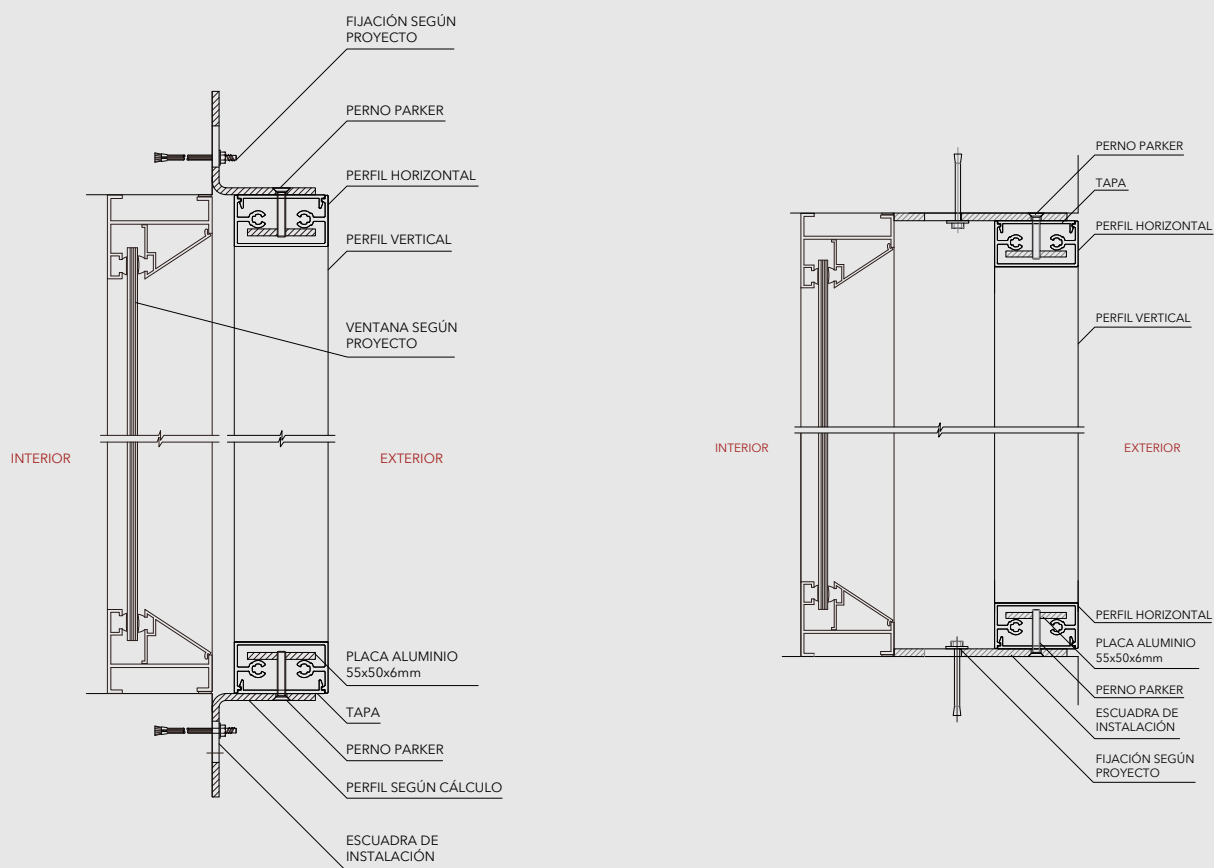 FIJACIÓN SEGÚN
PROYECTO
PERNO PARKER
PERFIL HORIZONTAL
PERFIL VERTICAL
VENTANA SEGÚN
PROYECTO
INTERIOR
EXTERIOR
PLACA ALUMINIO
55x50x6mm
TAPA
PERNO PARKER
PERFIL SEGÚN CÁLCULO
ESCUADRA DE
INSTALACIÓN
PERNO PARKER
TAPA
PERFIL HORIZONTAL
PERFIL VERTICAL
INTERIOR
EXTERIOR
PERFIL HORIZONTAL
PLACA ALUMINIO
55x50x6mm
PERNO PARKER
ESCUADRA DE
INSTALACIÓN
FIJACIÓN SEGÚN
PROYECTO